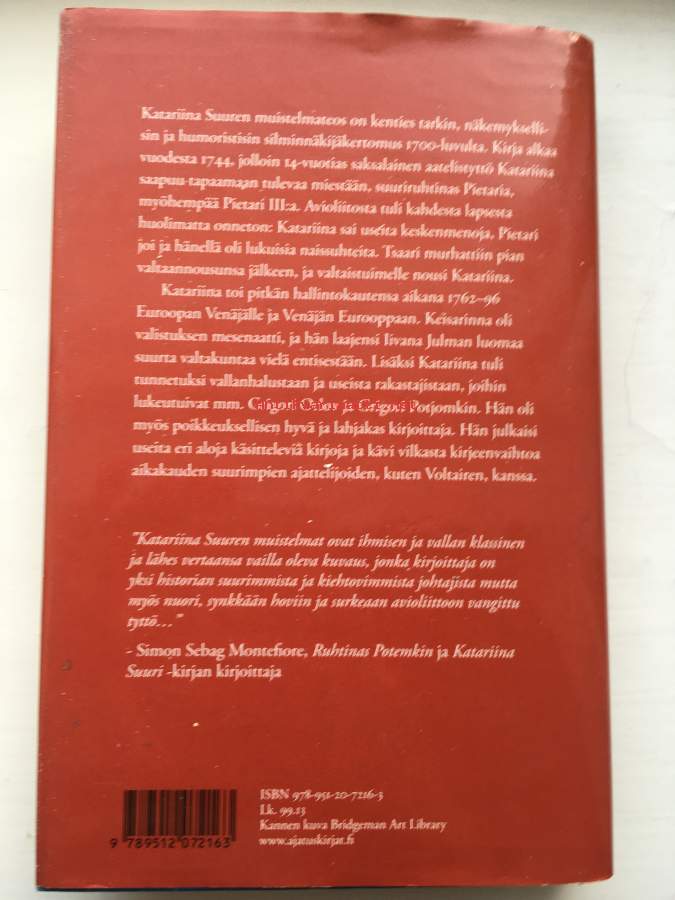 Katariina Suuren muistelmateos on kenties tarkin, näkemykselli-
sin ja humoristisin silminnäkijäkertomus 1700-luvulta. Kirja alkaa
vuodesta 1744, jolloin 14-vuotias saksalainen aatelistyttö Katariina
saapuu tapaamaan tulevaa miestään, suuriruhtinas Pietaria,
myöhempää Pietari III:a. Avioliitosta tuli kahdesta lapsesta
huolimatta onneton: Katariina sai useita keskenmenoja, Pietari
joi ja hänellä oli lukuisia naissuhteita. Tsaari murhattiin pian
valtaannousunsa jälkeen, ja valtaistuimelle nousi Katariina.
Katariina toi pitkän hallintokautensa aikana 1762–96
Euroopan Venäjälle ja Venäjän Eurooppaan. Keisarinna oli
valistuksen mesenaatti, ja hän laajensi Iivana Julman luomaa
suurta valtakuntaa vielä entisestään. Lisäksi Katariina tuli
tunnetuksi vallanhalustaan ja useista rakastajistaan, joihin
lukeutuivat mm. Grigori Orlov ja Grigori Potjomkin. Hän oli
myös poikkeuksellisen hyvä ja lahjakas kirjoittaja. Hän julkaisi
useita eri aloja käsitteleviä kirjoja ja kävi vilkasta kirjeenvaihtoa
aikakauden suurimpien ajattelijoiden, kuten Voltairen, kanssa.
"Katariina Suuren muistelmat ovat ihmisen ja vallan klassinen
ja lähes vertaansa vailla oleva kuvaus, jonka kirjoittaja on
yksi historian suurimmista ja kiehtovimmista johtajista mutta
myös nuori, synkkään hoviin ja surkeaan avioliittoon vangittu
tyttö..."
- Simon Sebag Montefiore, Ruhtinas Potemkin ja Katariina
Suuri -kirjan kirjoittaja
ISBN 978-951-20-7216-3
Lk. 99.13
Kannen kuva Bridgeman Art Library
www.ajatuskirjat.fi
9 789512 072163